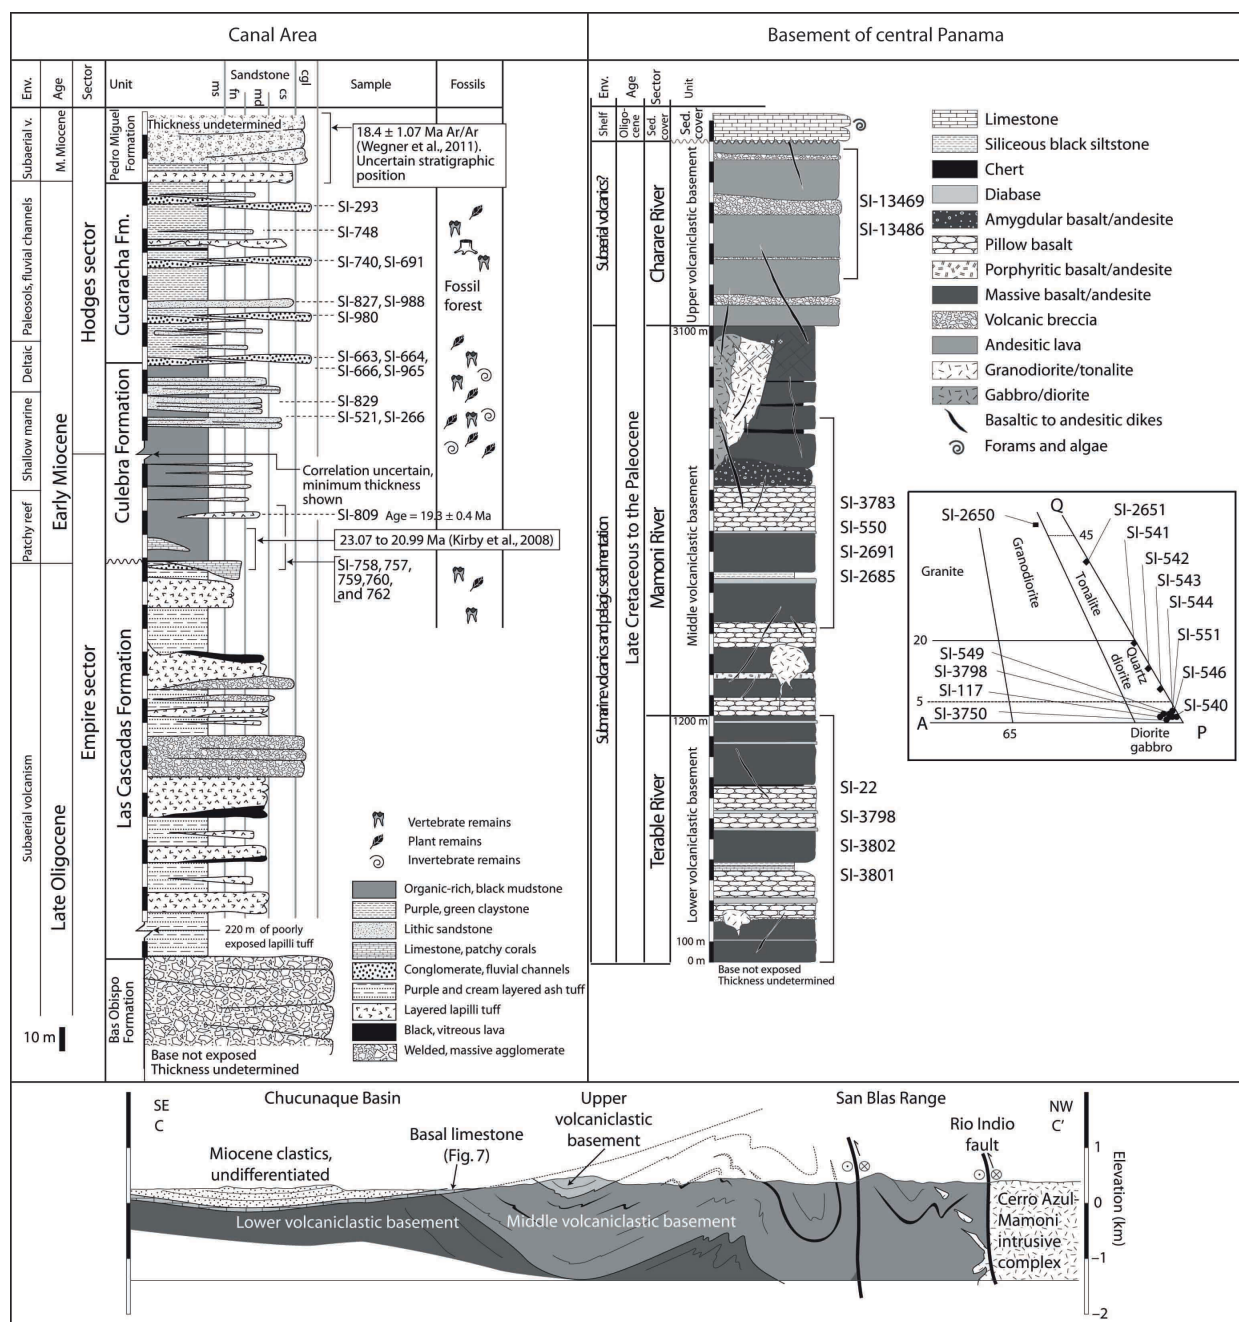 Canal Area
Basement of central Panama
Env.
Age
Sector
Unit
ms
fn
Sandstone
md
cs
cgl
Sample
Fossils
Subaerial v.
Paleosols, fluvial channels
Deltaic
Shallow marine
Patchy reef
Subaerial volcanism
M. Miocene
Early Miocene
Late Oligocene
Hodges sector
Empire sector
Pedro Miguel
Formation
Cucaracha Fm.
Culebra Formation
Las Cascadas Formation
Bas Obispo
Formation
Thickness undetermined
18.4 ± 1.07 Ma Ar/Ar
(Wegner et al., 2011).
Uncertain stratigraphic
position
SI-293
SI-748
SI-740, SI-691
Fossil
forest
SI-827, SI-988
SI-980
SI-663, SI-664,
SI-666, SI-965
SI-829
SI-521, SI-266
Correlation uncertain,
minimum thickness
shown
SI-809 Age = 19.3 ± 0.4 Ma
23.07 to 20.99 Ma (Kirby et al., 2008)
SI-758, 757,
759,760,
and 762
220 m of poorly
exposed lapilli tuff
Base not exposed
Thickness undetermined
10 m
Vertebrate remains
Plant remains
Invertebrate remains
Organic-rich, black mudstone
Purple, green claystone
Lithic sandstone
Limestone, patchy corals
Conglomerate, fluvial channels
Purple and cream layered ash tuff
Layered lapilli tuff
Black, vitreous lava
Welded, massive agglomerate
Env.
Age
Sector
Unit
Shelf
Oligo-
cene
Sed.
cover
Sed.
cover
Subaerial volcanics?
Submarine volcanics and pelagic sedimentation
Late Cretaceous to the Paleocene
Charare River
Mamoni River
Terable River
Upper volcaniclastic basement
Middle volcaniclastic basement
Lower volcaniclastic basement
3100 m
1200 m
100 m
0 m
Base not exposed
Thickness undetermined
SI-13469
SI-13486
SI-3783
SI-550
SI-2691
SI-2685
SI-22
SI-3798
SI-3802
SI-3801
Limestone
Siliceous black siltstone
Chert
Diabase
Amygdular basalt/andesite
Pillow basalt
Porphyritic basalt/andesite
Massive basalt/andesite
Volcanic breccia
Andesitic lava
Granodiorite/tonalite
Gabbro/diorite
Basaltic to andesitic dikes
Forams and algae
Q
SI-2650
SI-2651
45
SI-541
SI-542
SI-543
SI-544
SI-551
SI-546
SI-540
Granite
Granodiorite
Tonalite
Quartz
diorite
20
SI-549
SI-3798
SI-117
5
SI-3750
A
65
Diorite
gabbro
P
SE
C
Chucunaque Basin
Upper
volcaniclastic
basement
San Blas Range
NW
C'
Miocene clastics,
undifferentiated
Basal limestone
(Fig. 7)
Rio Indio
fault
Lower volcaniclastic basement
Middle volcaniclastic basement
Cerro Azul
Mamoni
intrusive
complex
1
0
−1
−2
Elevation (km)